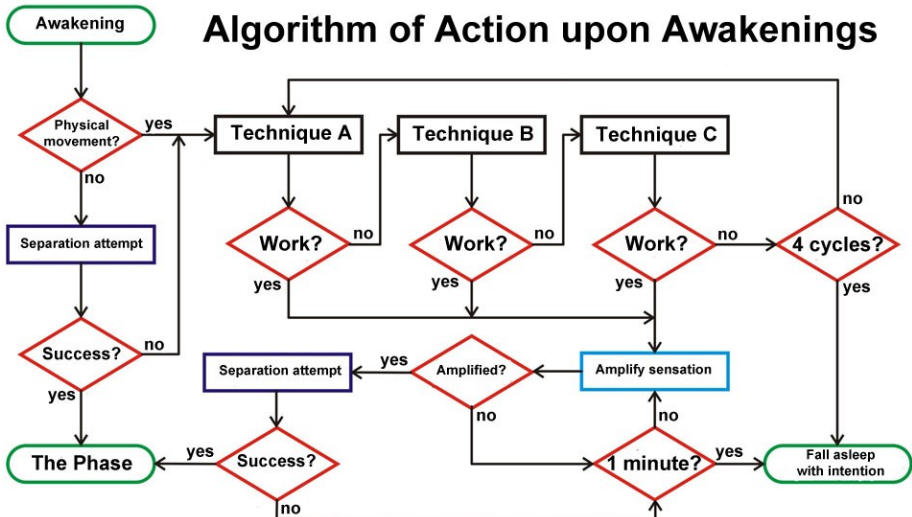 Awakening
Algorithm of Action upon Awakenings
Physical
movement?
yes
no
Technique A
Technique B
Technique C
no
Separation attempt
Work?
no
yes
Work?
no
yes
Work?
no
yes
4 cycles?
yes
Success?
no
yes
Separation attempt
yes
Amplified?
no
Amplify sensation
no
The Phase
yes
Success?
no
1 minute?
yes
Fall asleep
with intention